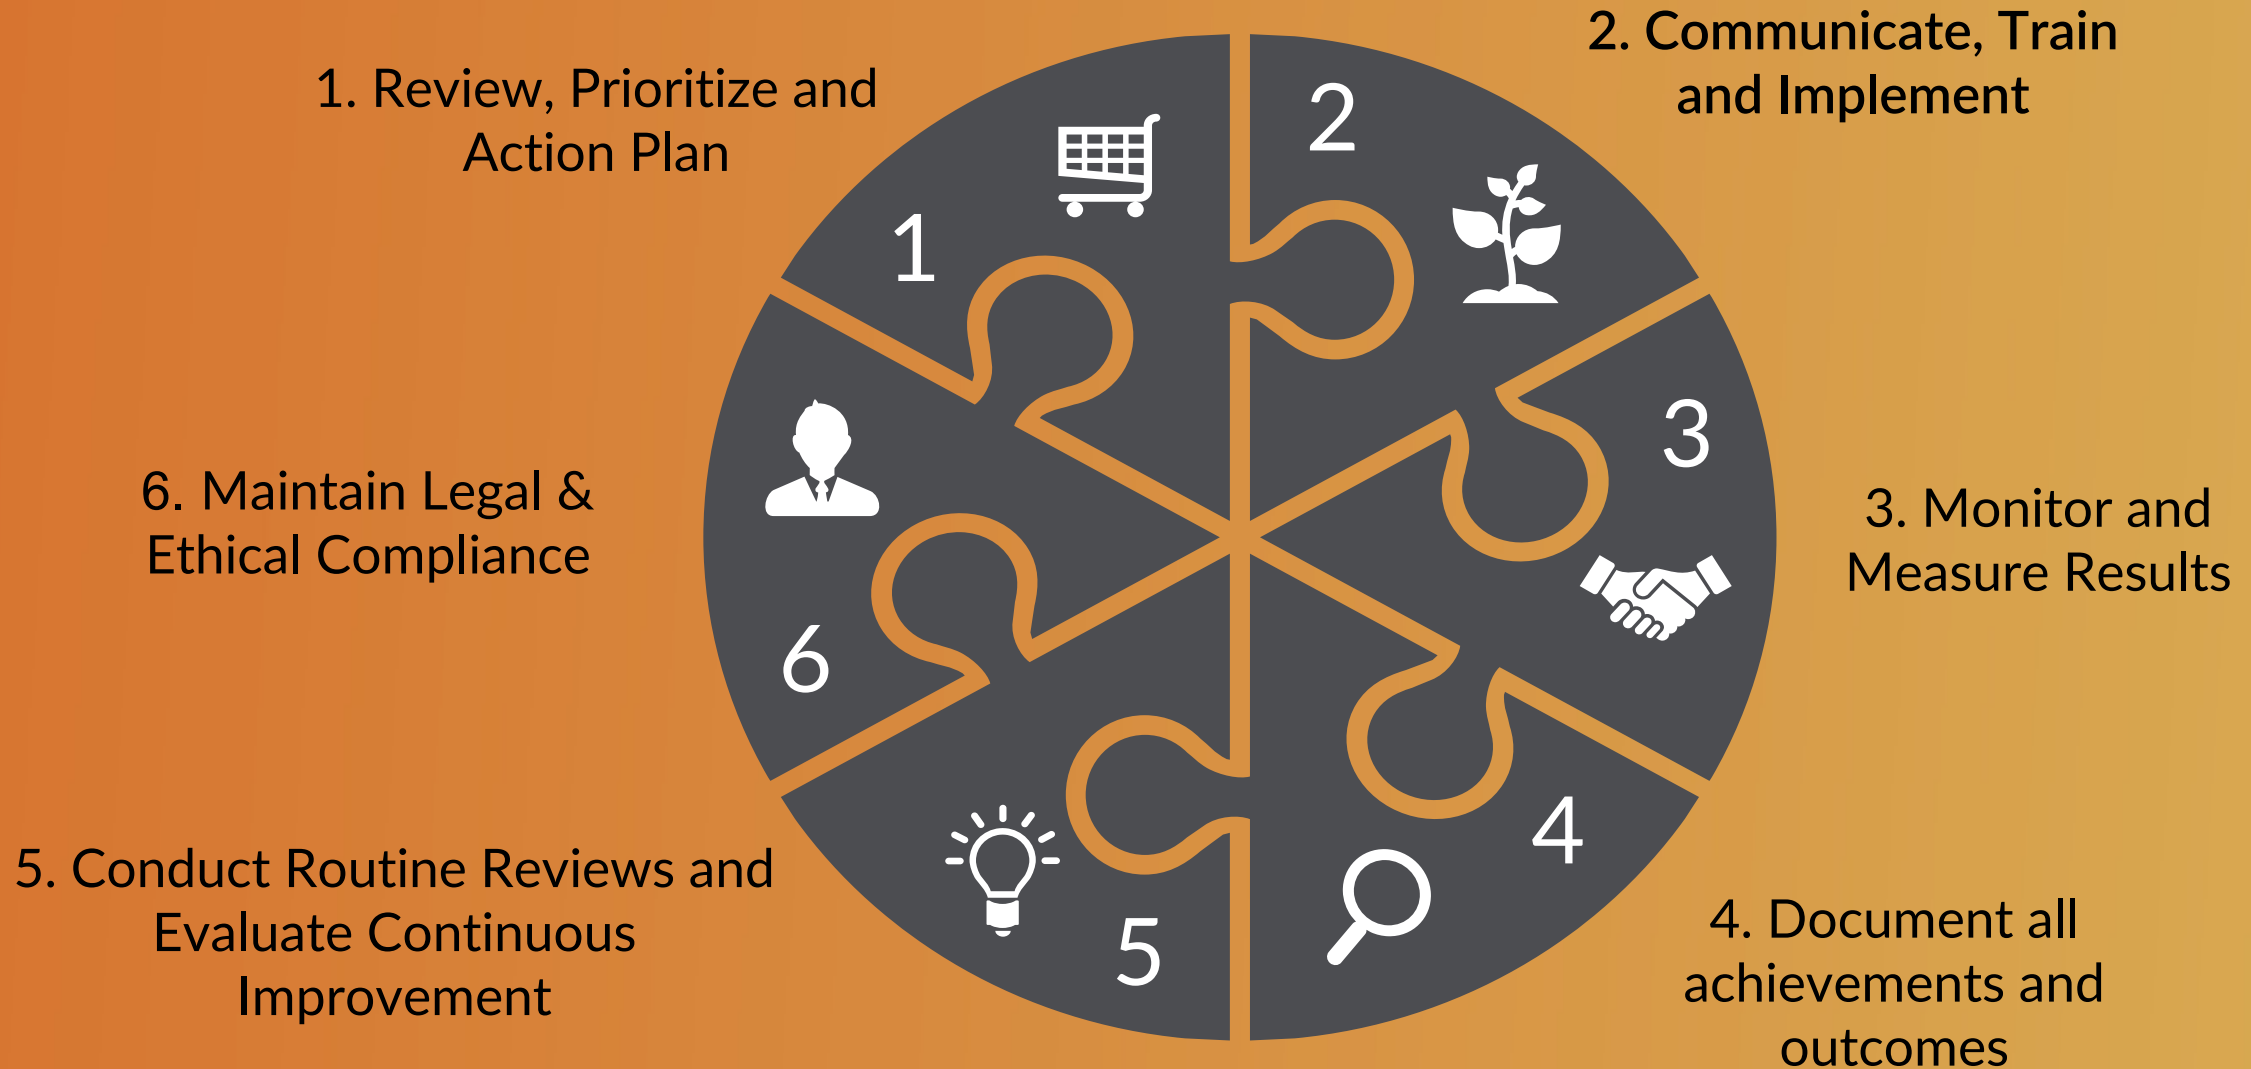 1. Review, Prioritize and
Action Plan
2. Communicate, Train
and Implement
3. Monitor and
Measure Results
4. Document all
achievements and
outcomes
5. Conduct Routine Reviews and
Evaluate Continuous
Improvement
6. Maintain Legal &
Ethical Compliance
1
2
3
4
5
6